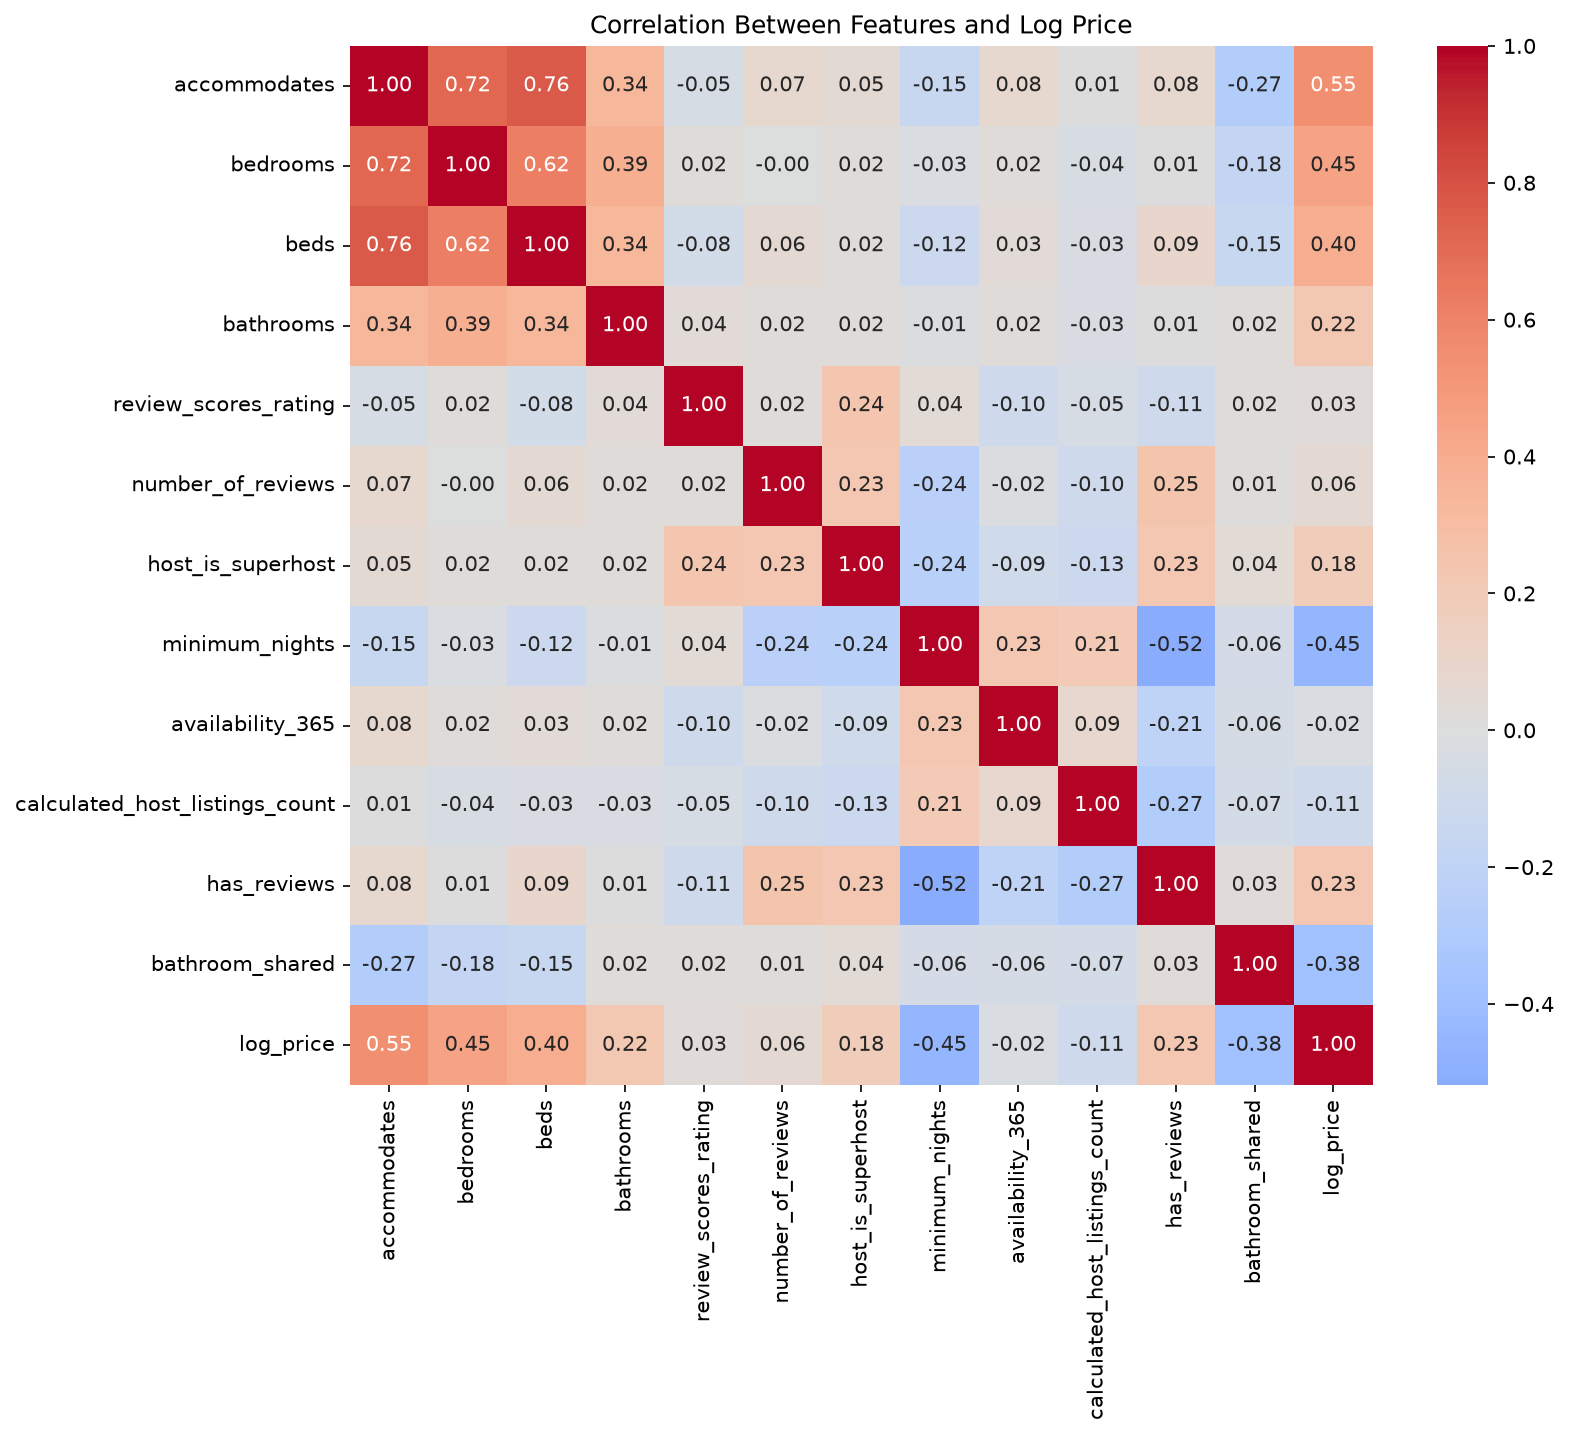 Correlation Between Features and Log Price
accommodates 1.00 0.72 0.76 0.34 -0.05 0.07 0.05 -0.15 0.08 0.01 0.08 -0.27 0.55
bedrooms 0.72 1.00 0.62 0.39 0.02 -0.00 0.02 -0.03 0.02 -0.04 0.01 -0.18 0.45
beds 0.76 0.62 1.00 0.34 -0.08 0.06 0.02 -0.12 0.03 -0.03 0.09 -0.15 0.40
bathrooms 0.34 0.39 0.34 1.00 0.04 0.02 0.02 -0.01 0.02 -0.03 0.01 0.02 0.22
review_scores_rating -0.05 0.02 -0.08 0.04 1.00 0.02 0.24 0.04 -0.10 -0.05 -0.11 0.02 0.03
number_of_reviews 0.07 -0.00 0.06 0.02 0.02 1.00 0.23 -0.24 -0.02 -0.10 0.25 0.01 0.06
host_is_superhost 0.05 0.02 0.02 0.02 0.24 0.23 1.00 -0.24 -0.09 -0.13 0.23 0.04 0.18
minimum_nights -0.15 -0.03 -0.12 -0.01 0.04 -0.24 -0.24 1.00 0.23 0.21 -0.52 -0.06 -0.45
availability_365 0.08 0.02 0.03 0.02 -0.10 -0.02 -0.09 0.23 1.00 0.09 -0.21 -0.06 -0.02
calculated_host_listings_count 0.01 -0.04 -0.03 -0.03 -0.05 -0.10 -0.13 0.21 0.09 1.00 -0.27 -0.07 -0.11
has_reviews 0.08 0.01 0.09 0.01 -0.11 0.25 0.23 -0.52 -0.21 -0.27 1.00 0.03 0.23
bathroom_shared -0.27 -0.18 -0.15 0.02 0.02 0.01 0.04 -0.06 -0.06 -0.07 0.03 1.00 -0.38
log_price 0.55 0.45 0.40 0.22 0.03 0.06 0.18 -0.45 -0.02 -0.11 0.23 -0.38 1.00
accommodates
bedrooms
beds
bathrooms
review_scores_rating
number_of_reviews
host_is_superhost
minimum_nights
availability_365
calculated_host_listings_count
has_reviews
bathroom_shared
log_price
1.0
0.8
0.6
0.4
0.2
0.0
−0.2
−0.4